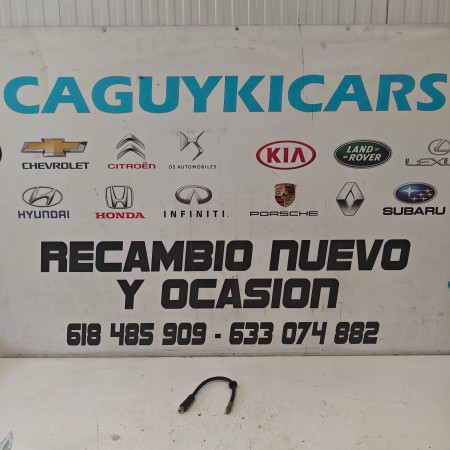 CAGUYKICARS
CHEVROLET CITROËN DS AUTOMOBILES KIA LAND ROVER
HYUNDAI HONDA INFINITI PORSCHE RENAULT SUBARU
RECAMBIO NUEVO
Y OCASION
618 485 909 - 633 074 882